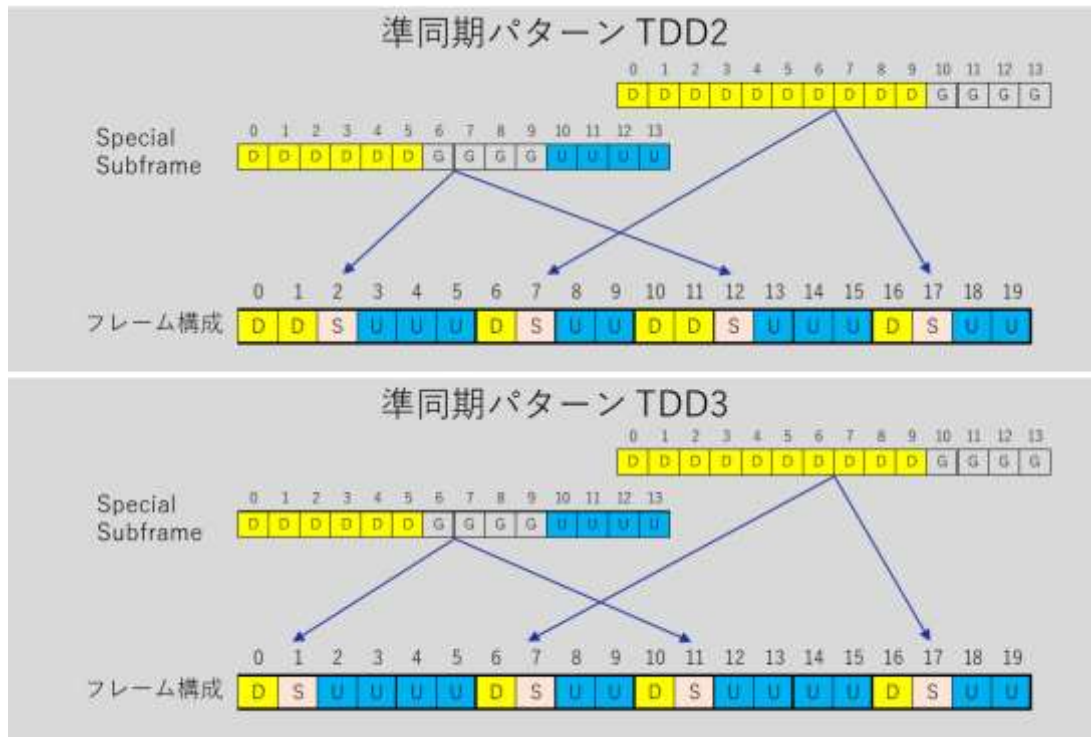 準同期パターン TDD2
0 1 2 3 4 5 6 7 8 9 10 11 12 13
D D D D D D D D D D G G G G
Special
Subframe
0 1 2 3 4 5 6 7 8 9 10 11 12 13
D D D D D D G G G G U U U U
0 1 2 3 4 5 6 7 8 9 10 11 12 13 14 15 16 17 18 19
フレーム構成 D D S U U U D S U U D D S U U U D S U U
準同期パターン TDD3
0 1 2 3 4 5 6 7 8 9 10 11 12 13
D D D D D D D D D D G G G G
Special
Subframe
0 1 2 3 4 5 6 7 8 9 10 11 12 13
D D D D D D G G G G U U U U
0 1 2 3 4 5 6 7 8 9 10 11 12 13 14 15 16 17 18 19
フレーム構成 D S U U U U D S U U D S U U U U D S U U